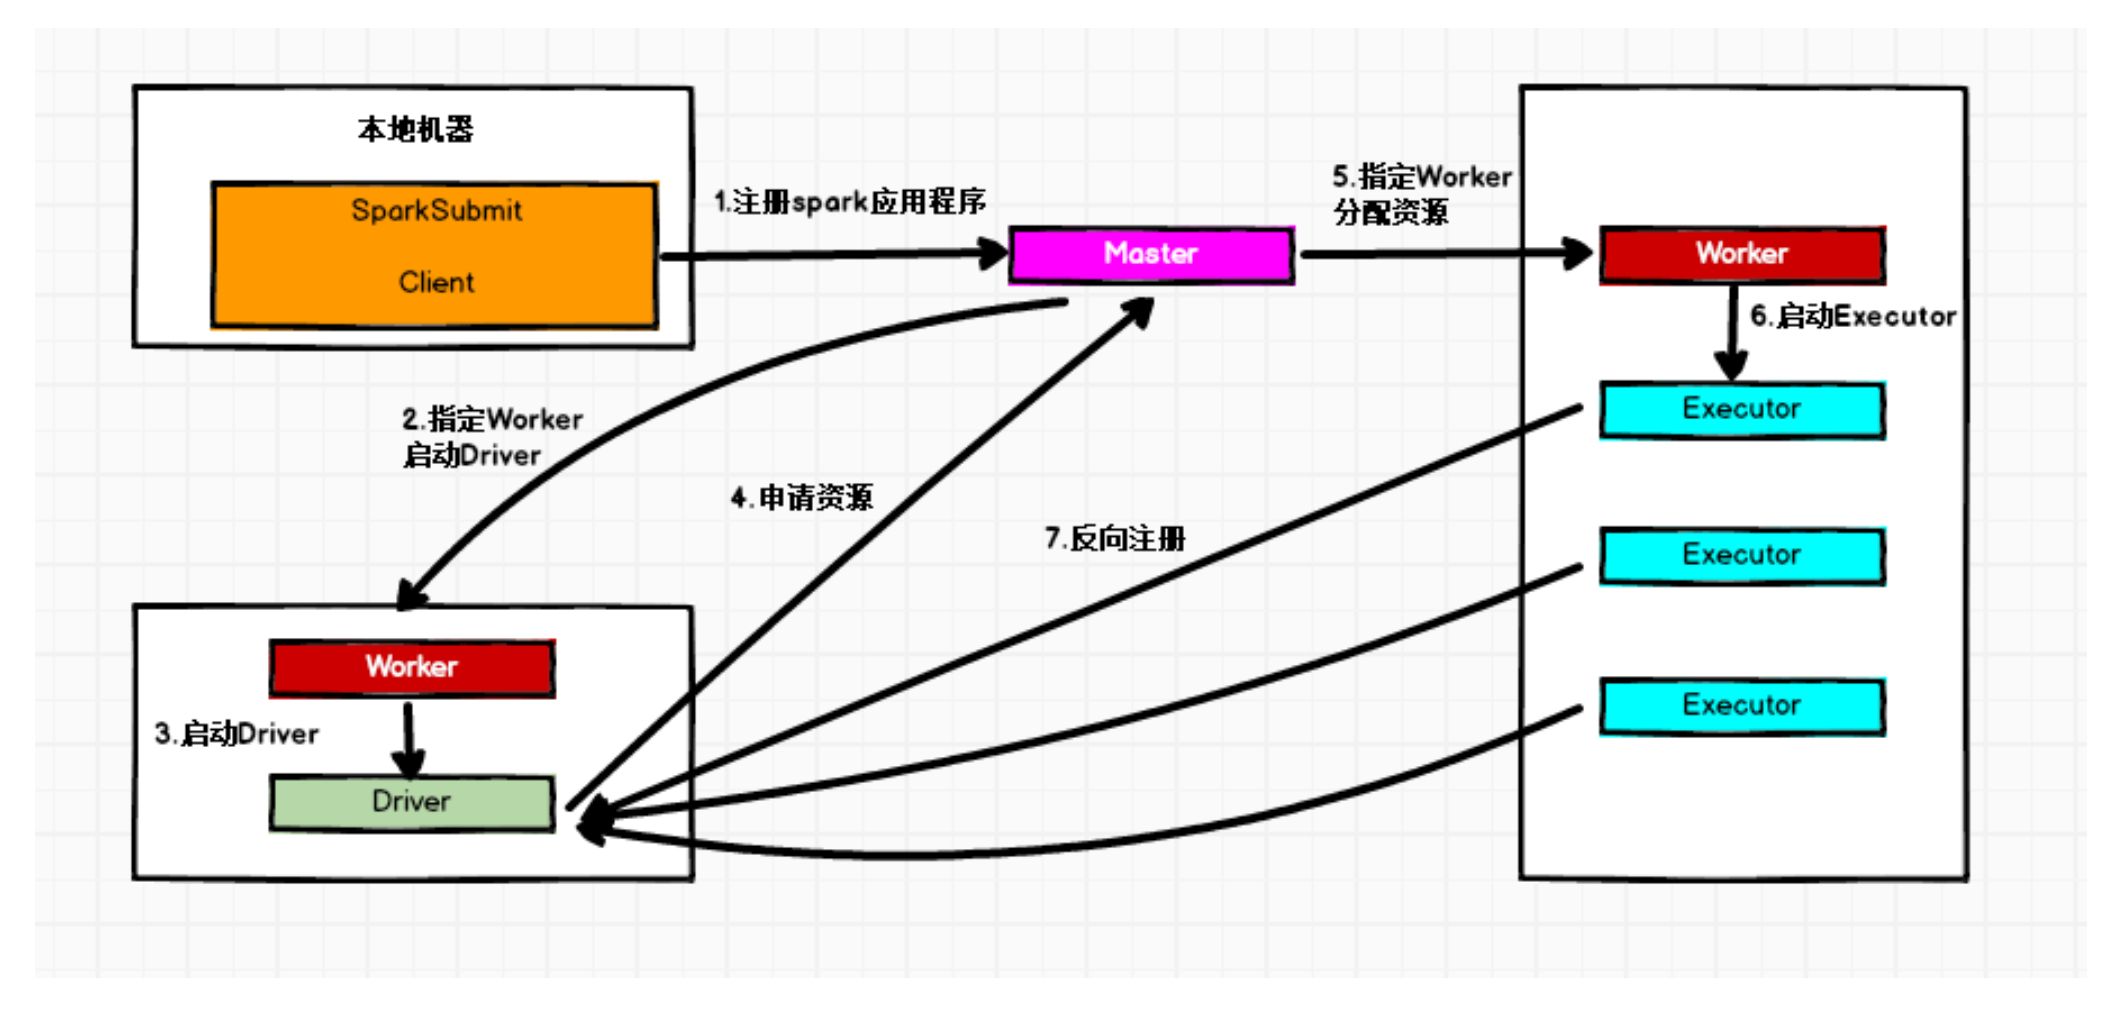 本地机器
SparkSubmit
Client
1.注册spark应用程序
Master
5.指定Worker
分配资源
Worker
6.启动Executor
Executor
2.指定Worker
启动Driver
4.申请资源
7.反向注册
Executor
Worker
3.启动Driver
Driver
Executor